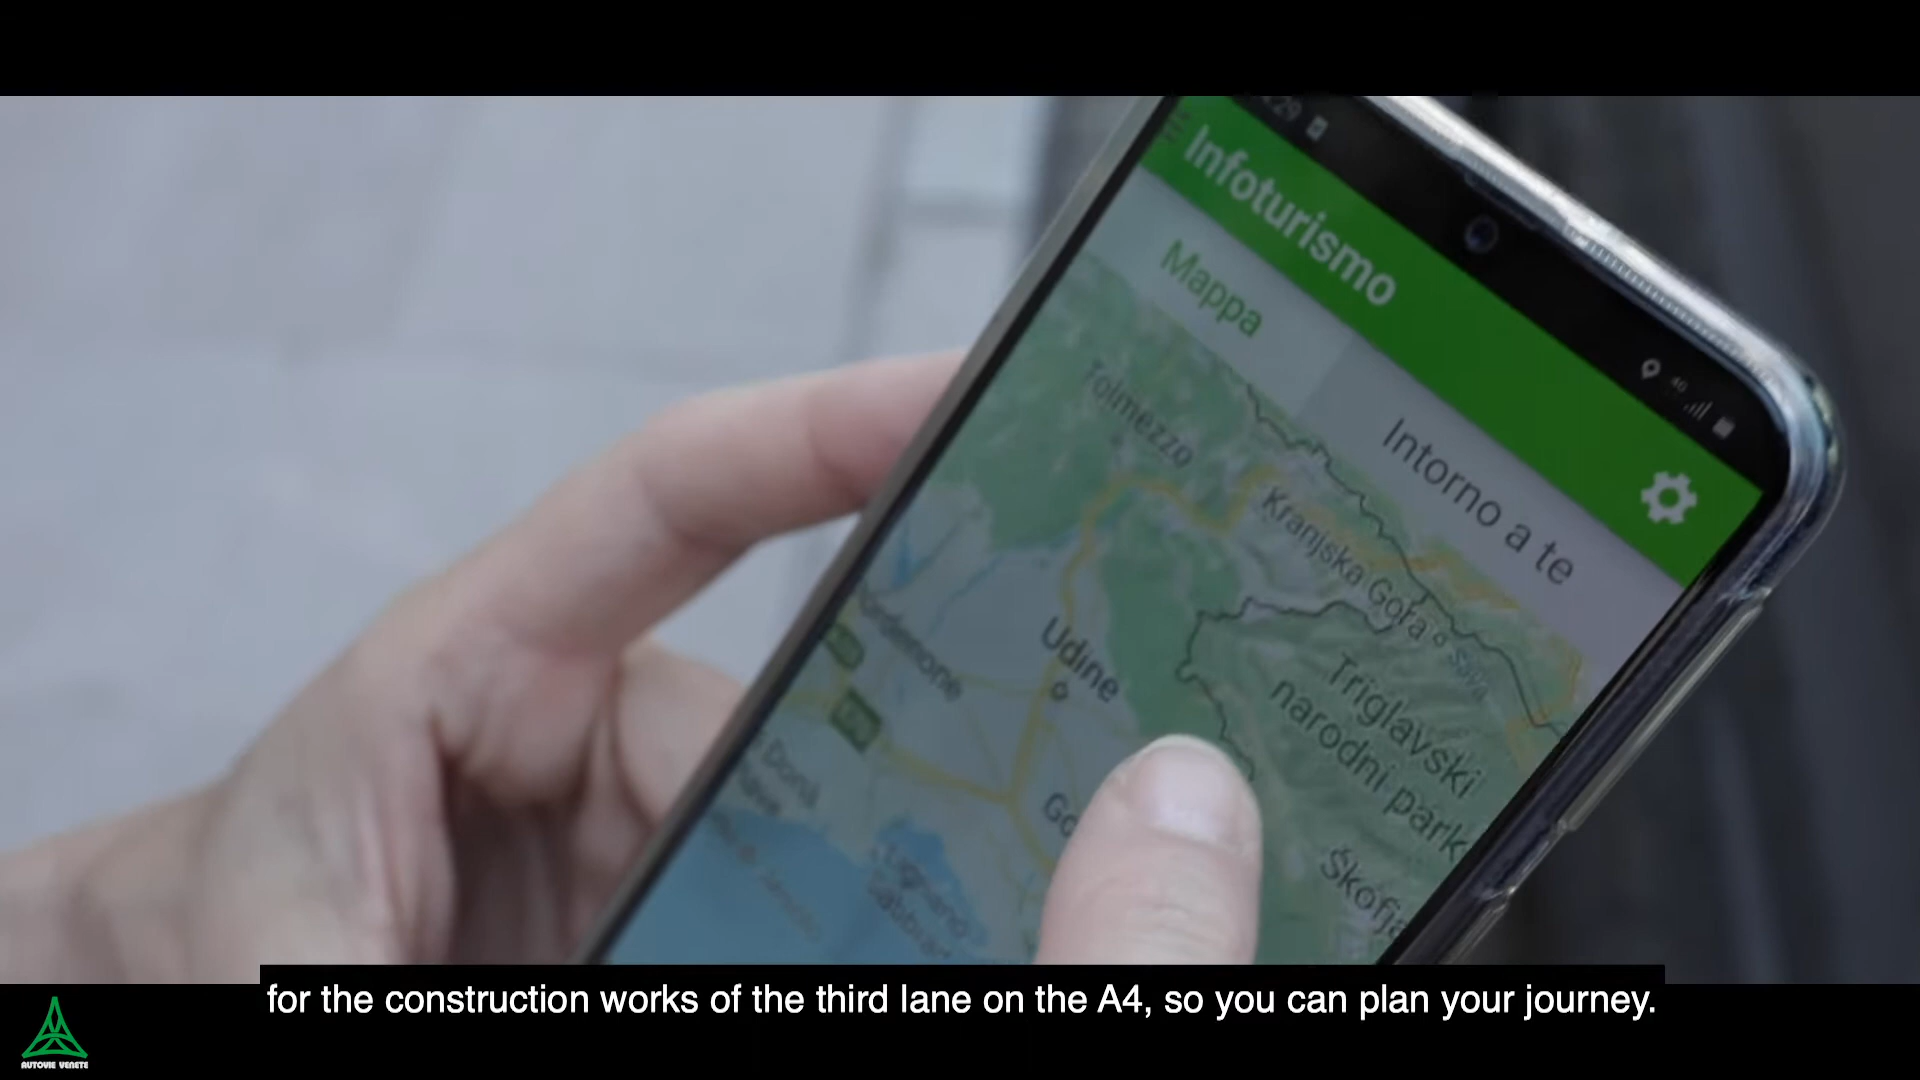 Infoturismo
Mappa
Intorno a te
Tolmezzo
Kranjska Gora
Udine
Triglavski
narodni park
for the construction works of the third lane on the A4, so you can plan your journey.
AUTOVIE VENETE